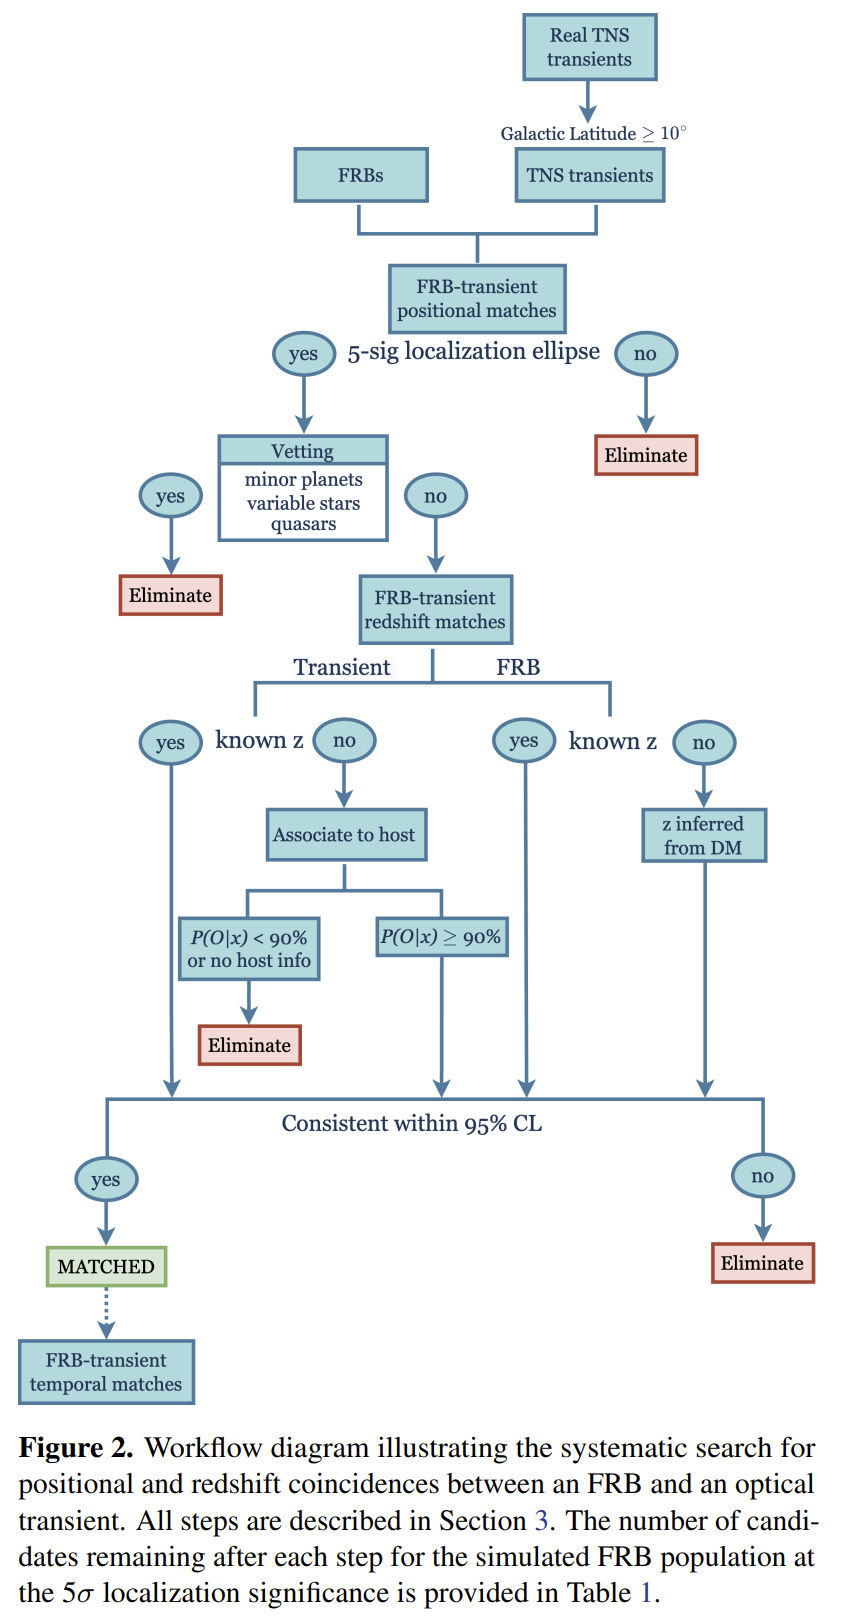 Real TNS
transients
Galactic Latitude ≥ 10°
FRBs
TNS transients
FRB-transient
positional matches
yes
5-sig localization ellipse
no
Vetting
minor planets
variable stars
quasars
Eliminate
yes
no
Eliminate
FRB-transient
redshift matches
Transient
FRB
yes
known z
no
yes
known z
no
Associate to host
z inferred
from DM
P(O|x) < 90%
or no host info
P(O|x) ≥ 90%
Eliminate
Consistent within 95% CL
yes
no
MATCHED
Eliminate
FRB-transient
temporal matches
Figure 2. Workflow diagram illustrating the systematic search for
positional and redshift coincidences between an FRB and an optical
transient. All steps are described in Section 3. The number of candi-
dates remaining after each step for the simulated FRB population at
the 5σ localization significance is provided in Table 1.